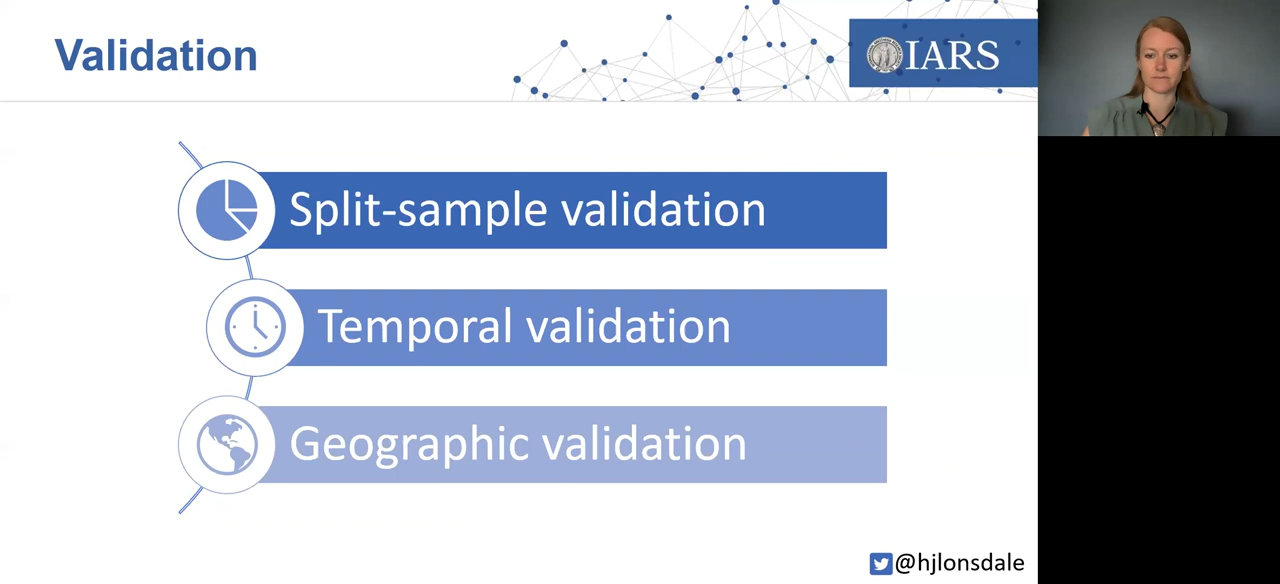 Validation
IARS
Split-sample validation
Temporal validation
Geographic validation
@hjlonsdale